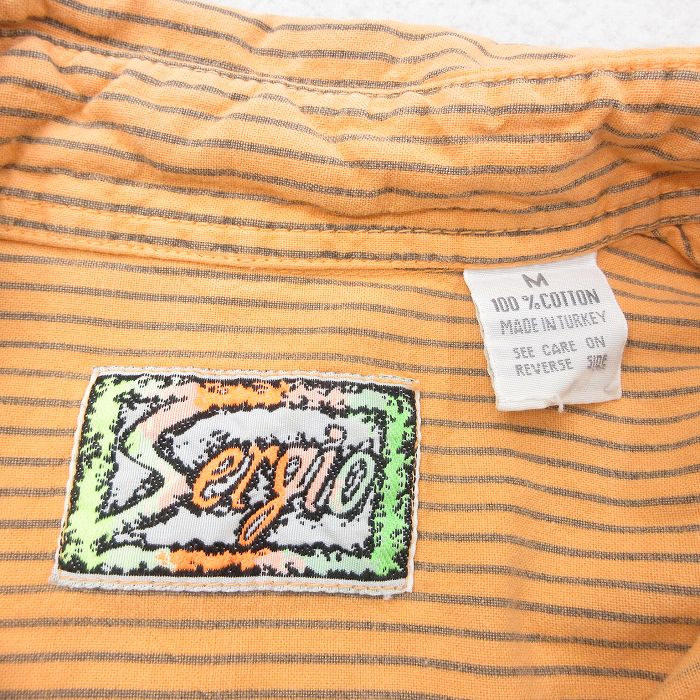 M
100 % COTTON
MADE IN TURKEY
SEE CARE ON
REVERSE SIDE
Sergio